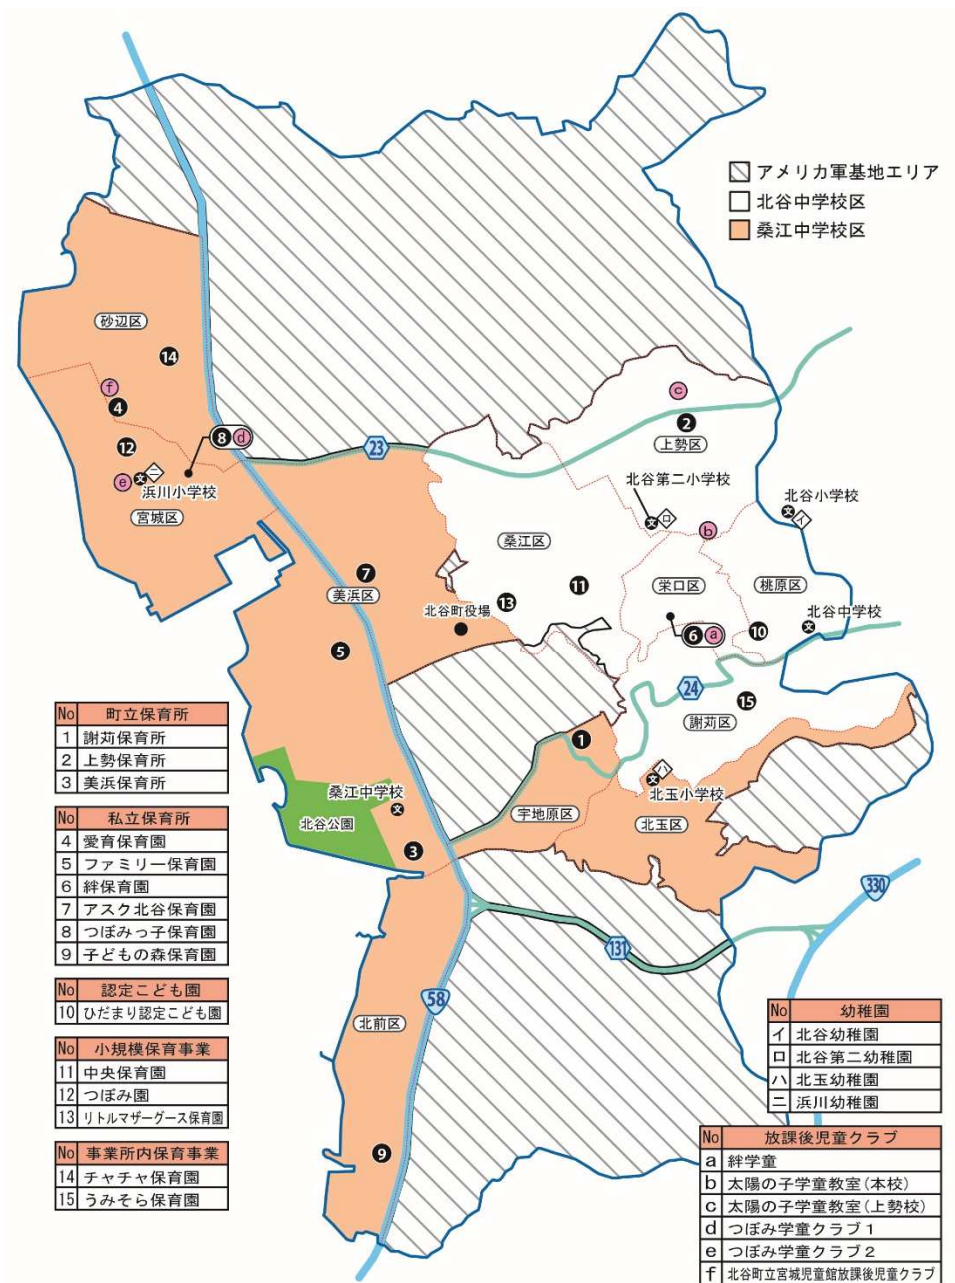 アメリカ軍基地エリア
北谷中学校区
桑江中学校区
砂辺区
14
f
4
12
8 d
23
c
2
上勢区
e
文
ニ
浜川小学校
宮城区
北谷第二小学校
文
ロ
北谷小学校
文
イ
b
桑江区
7
美浜区
11
13
北谷町役場
栄口区
桃原区
北谷中学校
文
6 a
10
5
24
15
謝苅区
1
ハ
文
北玉小学校
宇地原区
北玉区
桑江中学校
文
北谷公園
3
330
131
58
北前区
9
No 町立保育所
1 謝苅保育所
2 上勢保育所
3 美浜保育所
No 私立保育所
4 愛育保育園
5 ファミリー保育園
6 絆保育園
7 アスク北谷保育園
8 つぼみっ子保育園
9 子どもの森保育園
No 認定こども園
10 ひだまり認定こども園
No 小規模保育事業
11 中央保育園
12 つぼみ園
13 リトルマザーグース保育園
No 事業所内保育事業
14 チャチャ保育園
15 うみそら保育園
No 幼稚園
イ 北谷幼稚園
ロ 北谷第二幼稚園
ハ 北玉幼稚園
ニ 浜川幼稚園
No 放課後児童クラブ
a 絆学童
b 太陽の子学童教室(本校)
c 太陽の子学童教室(上勢校)
d つぼみ学童クラブ1
e つぼみ学童クラブ2
f 北谷町立宮城児童館放課後児童クラブ